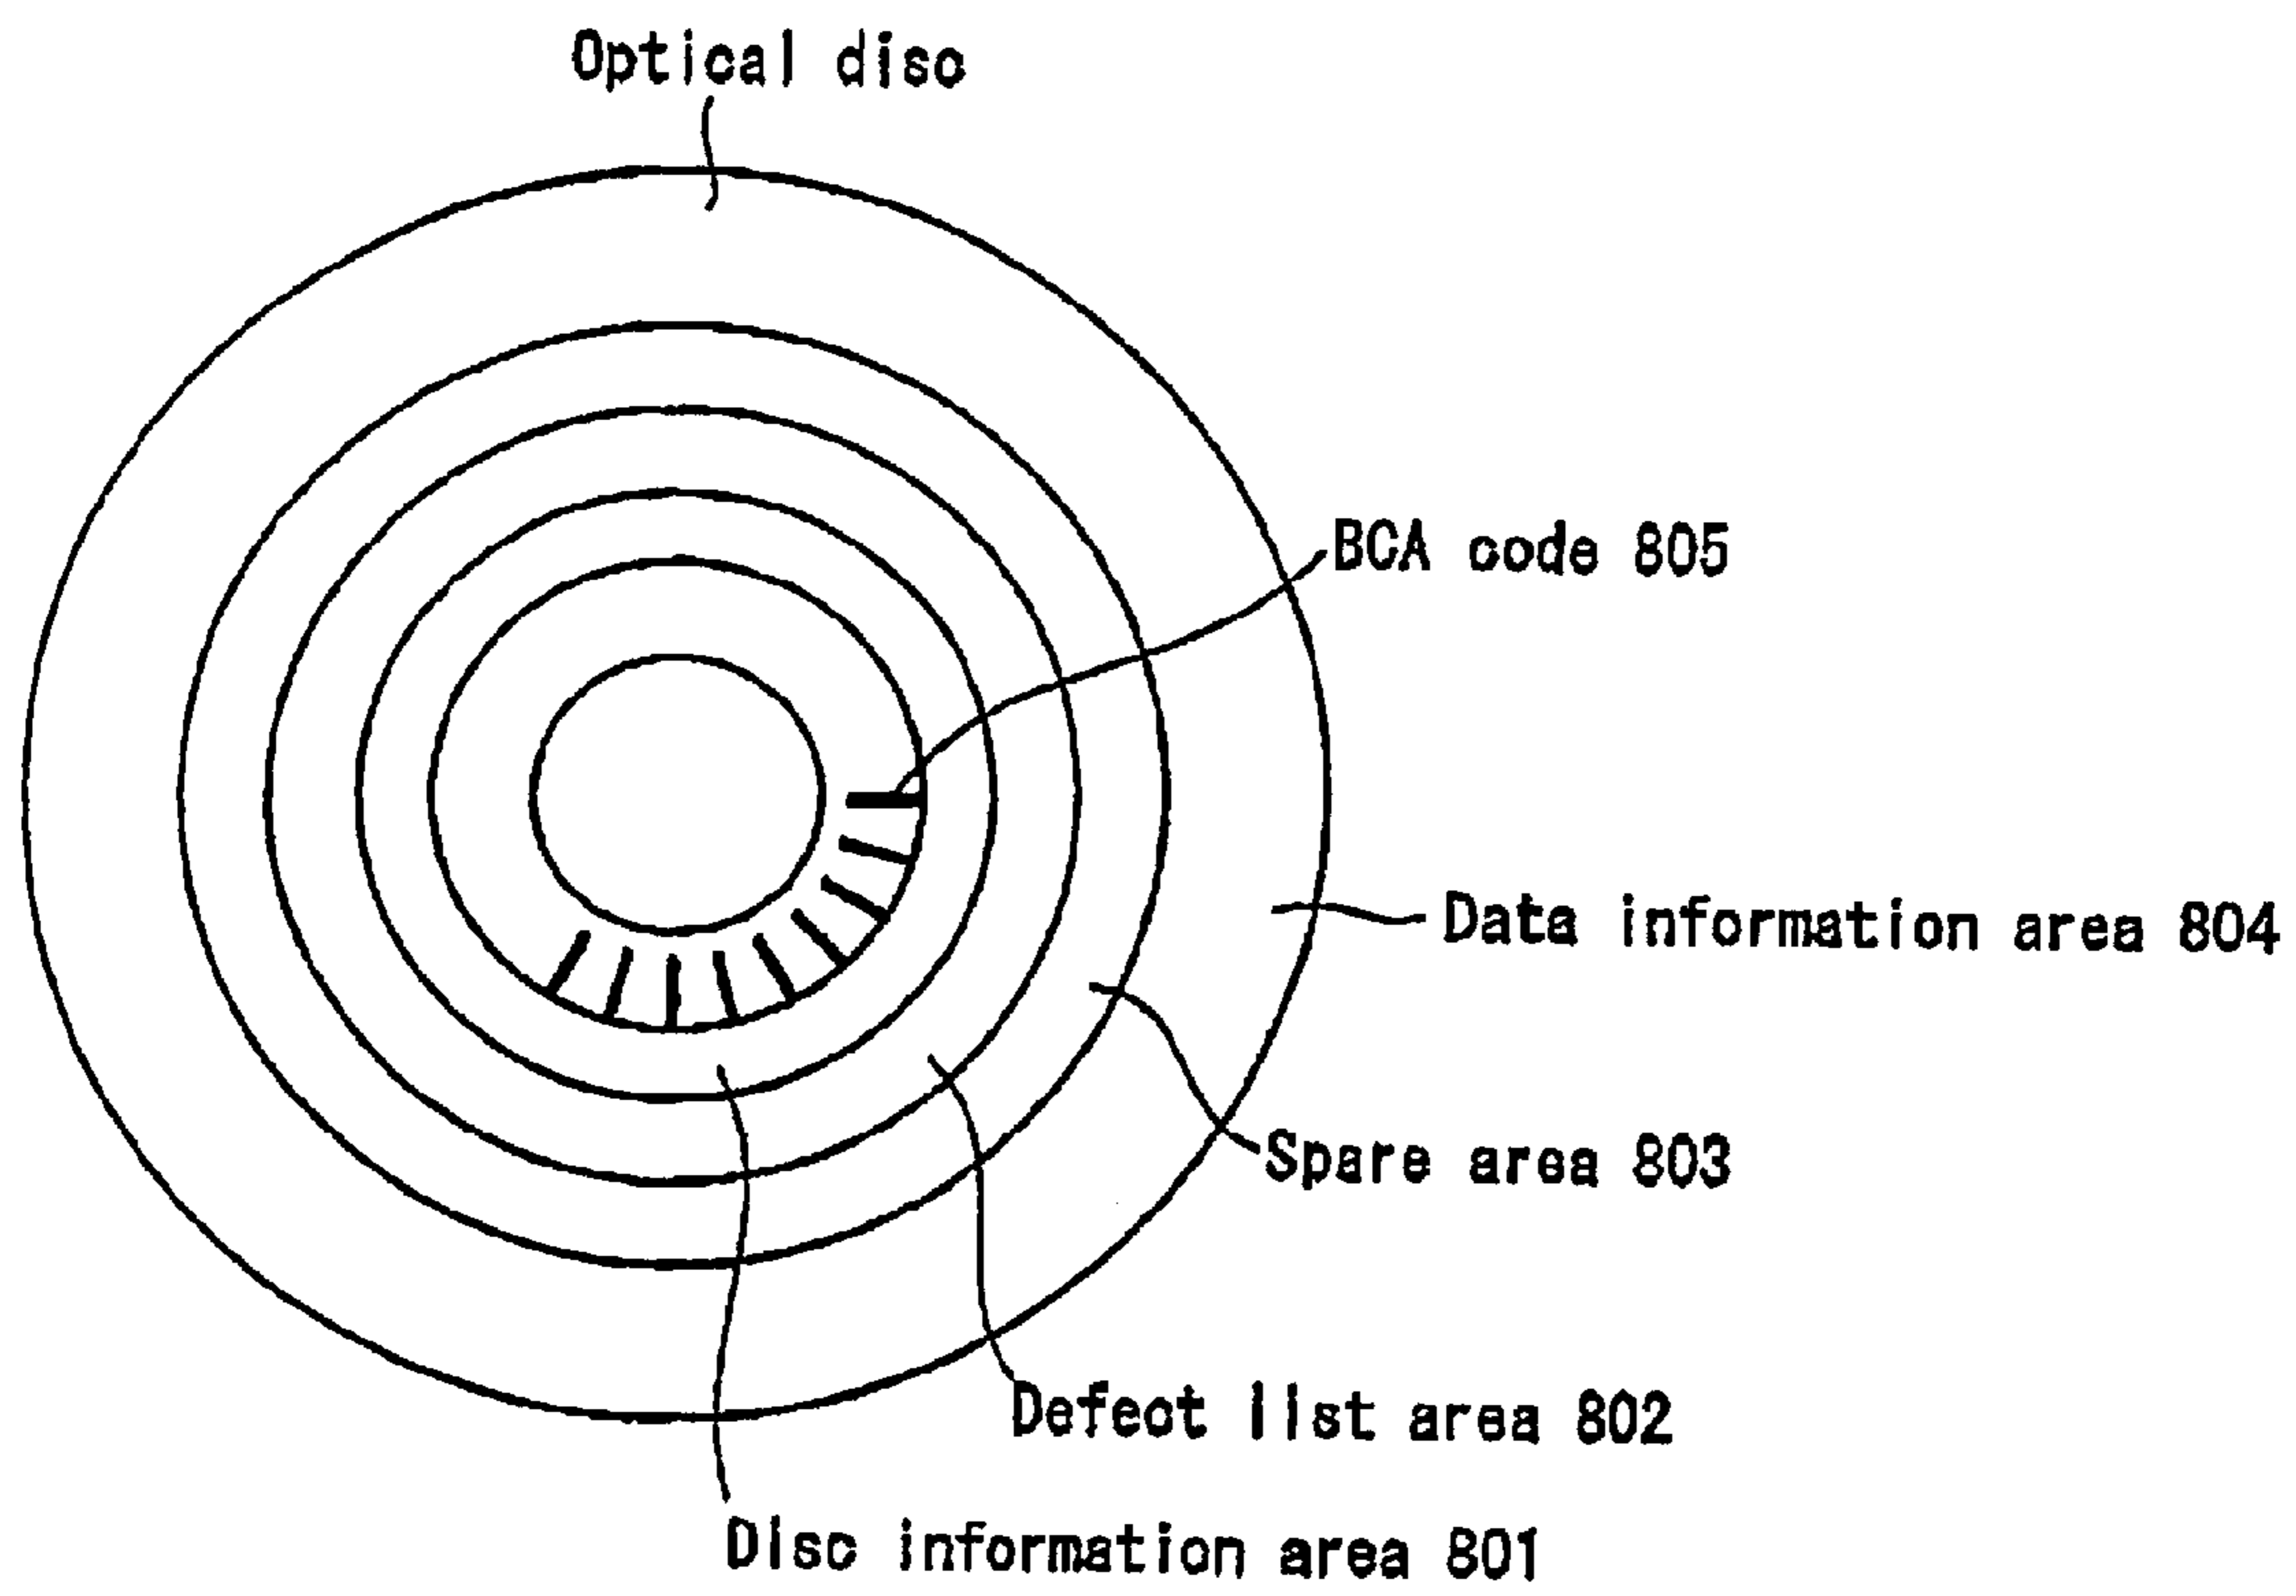 Optical disc
BCA code 805
Data information area 804
Spare area 803
Defect list area 802
Disc information area 801